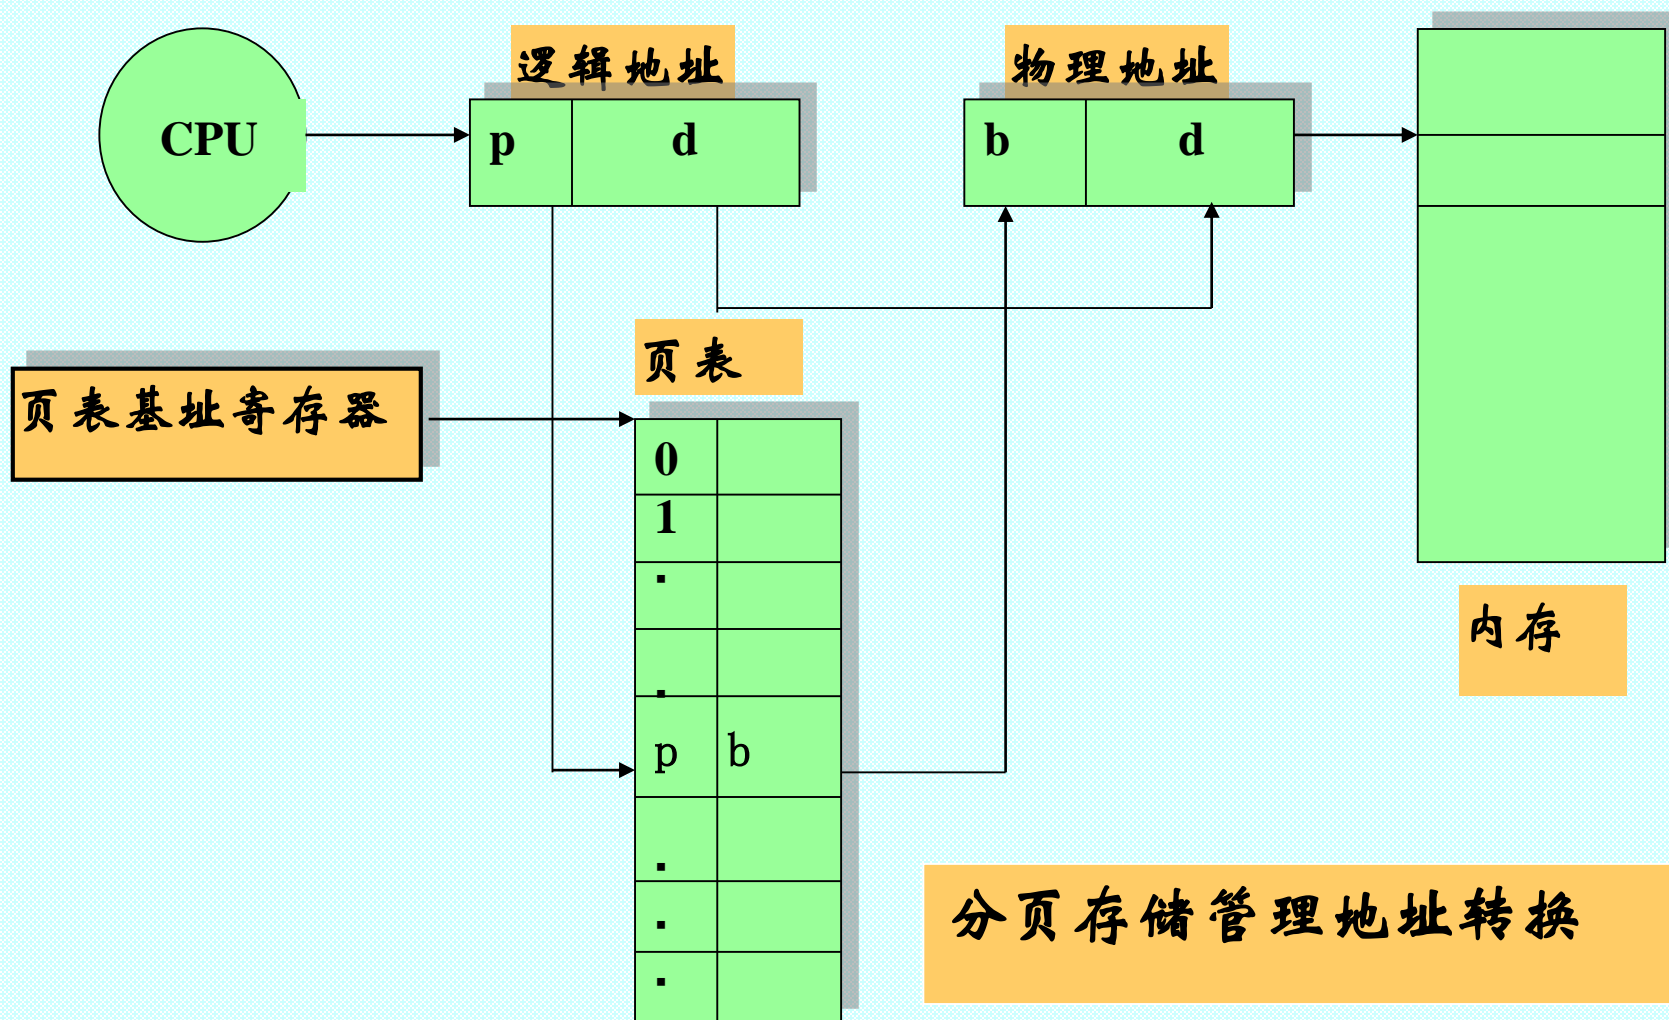 逻辑地址
物理地址
CPU
p d
b d
页表
页表基址寄存器
0
1
.
.
p b
.
.
.
内存
分页存储管理地址转换